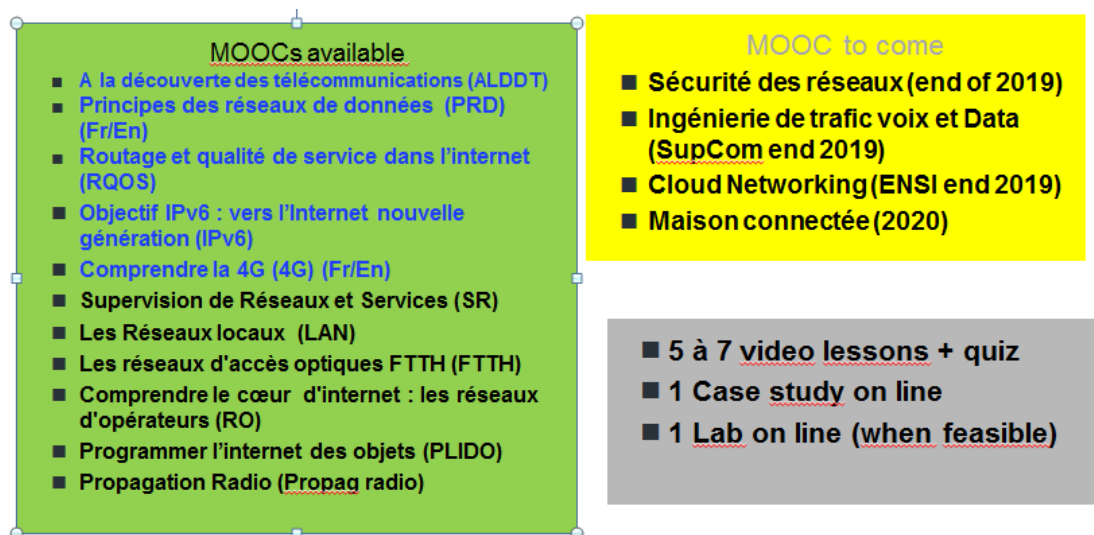 MOOCs available
A la découverte des télécommunications (ALDDT)
Principes des réseaux de données (PRD)
(Fr/En)
Routage et qualité de service dans l'internet
(RQOS)
Objectif IPv6 : vers l'Internet nouvelle
génération (IPv6)
Comprendre la 4G (4G) (Fr/En)
Supervision de Réseaux et Services (SR)
Les Réseaux locaux (LAN)
Les réseaux d'accès optiques FTTH (FTTH)
Comprendre le cœur d'internet : les réseaux
d'opérateurs (RO)
Programmer l'internet des objets (PLIDO)
Propagation Radio (Propag radio)
MOOC to come
Sécurité des réseaux (end of 2019)
Ingénierie de trafic voix et Data
(SupCom end 2019)
Cloud Networking (ENSI end 2019)
Maison connectée (2020)
5 à 7 video lessons + quiz
1 Case study on line
1 Lab on line (when feasible)